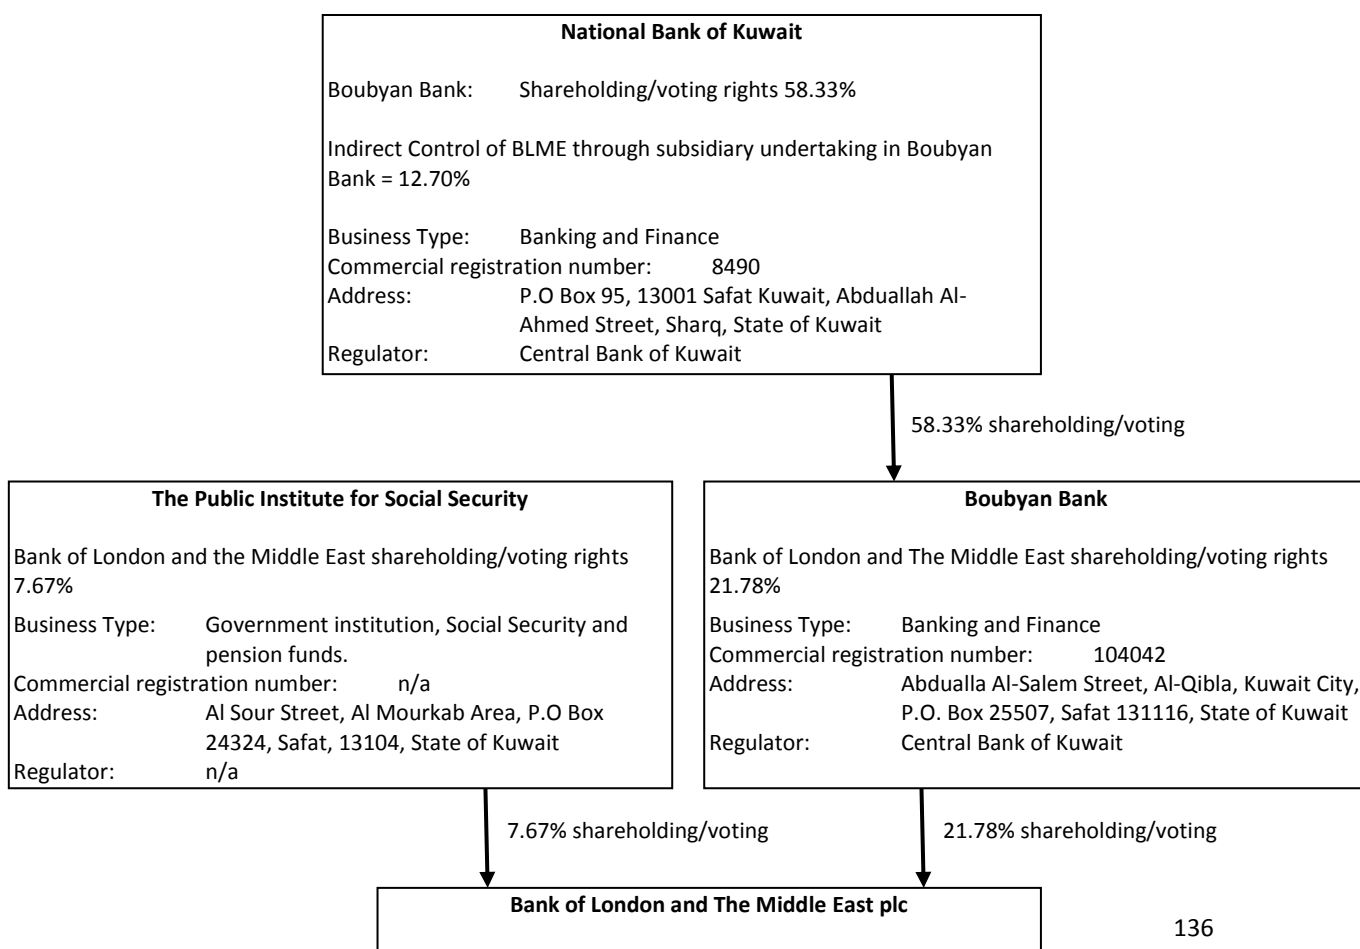 National Bank of Kuwait
Boubyan Bank: Shareholding/voting rights 58.33%
Indirect Control of BLME through subsidiary undertaking in Boubyan
Bank = 12.70%
Business Type: Banking and Finance
Commercial registration number: 8490
Address: P.O Box 95, 13001 Safat Kuwait, Abduallah Al-
Ahmed Street, Sharq, State of Kuwait
Regulator: Central Bank of Kuwait
58.33% shareholding/voting
The Public Institute for Social Security
Bank of London and the Middle East shareholding/voting rights
7.67%
Business Type: Government institution, Social Security and
pension funds.
Commercial registration number: n/a
Address: Al Sour Street, Al Mourkab Area, P.O Box
24324, Safat, 13104, State of Kuwait
Regulator: n/a
Boubyan Bank
Bank of London and The Middle East shareholding/voting rights
21.78%
Business Type: Banking and Finance
Commercial registration number: 104042
Address: Abdualla Al-Salem Street, Al-Qibla, Kuwait City,
P.O. Box 25507, Safat 131116, State of Kuwait
Regulator: Central Bank of Kuwait
7.67% shareholding/voting
21.78% shareholding/voting
Bank of London and The Middle East plc
136